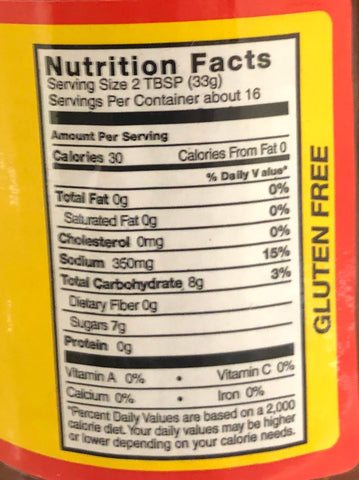 Nutrition Facts
Serving Size 2 TBSP (33g)
Servings Per Container about 16
Amount Per Serving
Calories 30 Calories From Fat 0
% Daily Value*
Total Fat 0g 0%
Saturated Fat 0g 0%
Cholesterol 0mg 0%
Sodium 350mg 15%
Total Carbohydrate 8g 3%
Dietary Fiber 0g
Sugars 7g
Protein 0g
Vitamin A 0% • Vitamin C 0%
Calcium 0% • Iron 0%
*Percent Daily Values are based on a 2,000
calorie diet. Your daily values may be higher
or lower depending on your calorie needs.
GLUTEN FREE